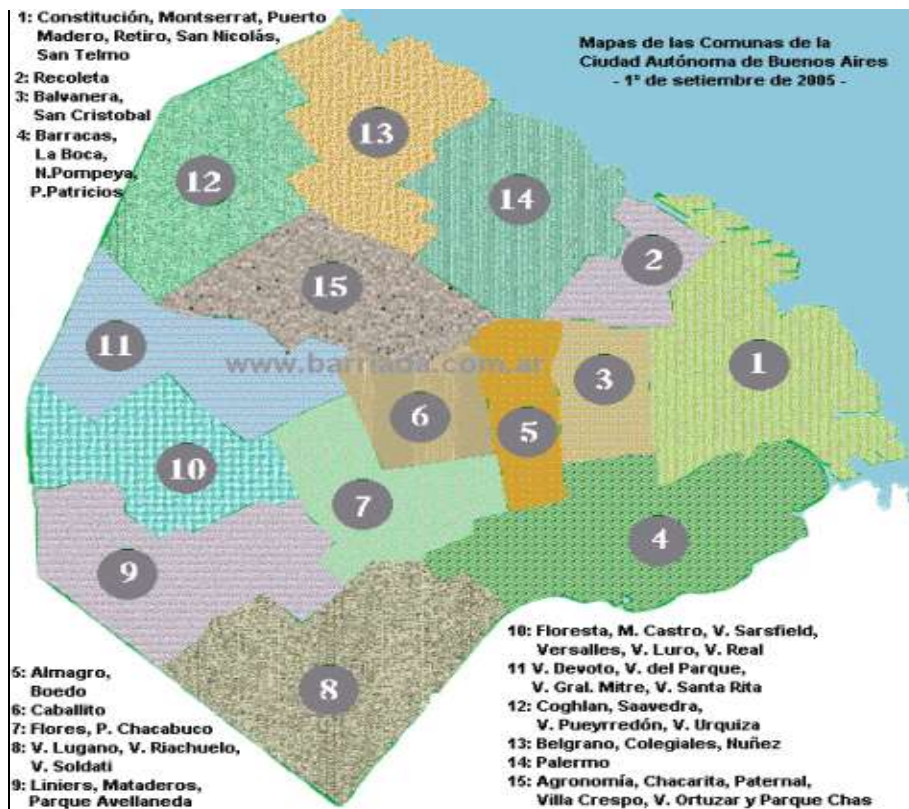 1: Constitución, Montserrat, Puerto
Madero, Retiro, San Nicolás,
San Telmo
2: Recoleta
3: Balvanera,
San Cristobal
4: Barracas,
La Boca,
N.Pompeya,
P.Patricios
Mapas de las Comunas de la
Ciudad Autónoma de Buenos Aires
- 1º de setiembre de 2005 -
13
12
14
2
15
11
1
www.barriada.com.ar
3
6
5
10
7
4
9
8
5: Almagro,
Boedo
6: Caballito
7: Flores, P. Chacabuco
8: V. Lugano, V. Riachuelo,
V. Soldati
9: Liniers, Mataderos,
Parque Avellaneda
10: Floresta, M. Castro, V. Sarsfield,
Versalles, V. Luro, V. Real
11 V. Devoto, V. del Parque,
V. Gral. Mitre, V. Santa Rita
12: Coghlan, Saavedra,
V. Pueyrredón, V. Urquiza
13: Belgrano, Colegiales, Nuñez
14: Palermo
15: Agronomía, Chacarita, Paternal,
Villa Crespo, V. Ortuzar y Parque Chas